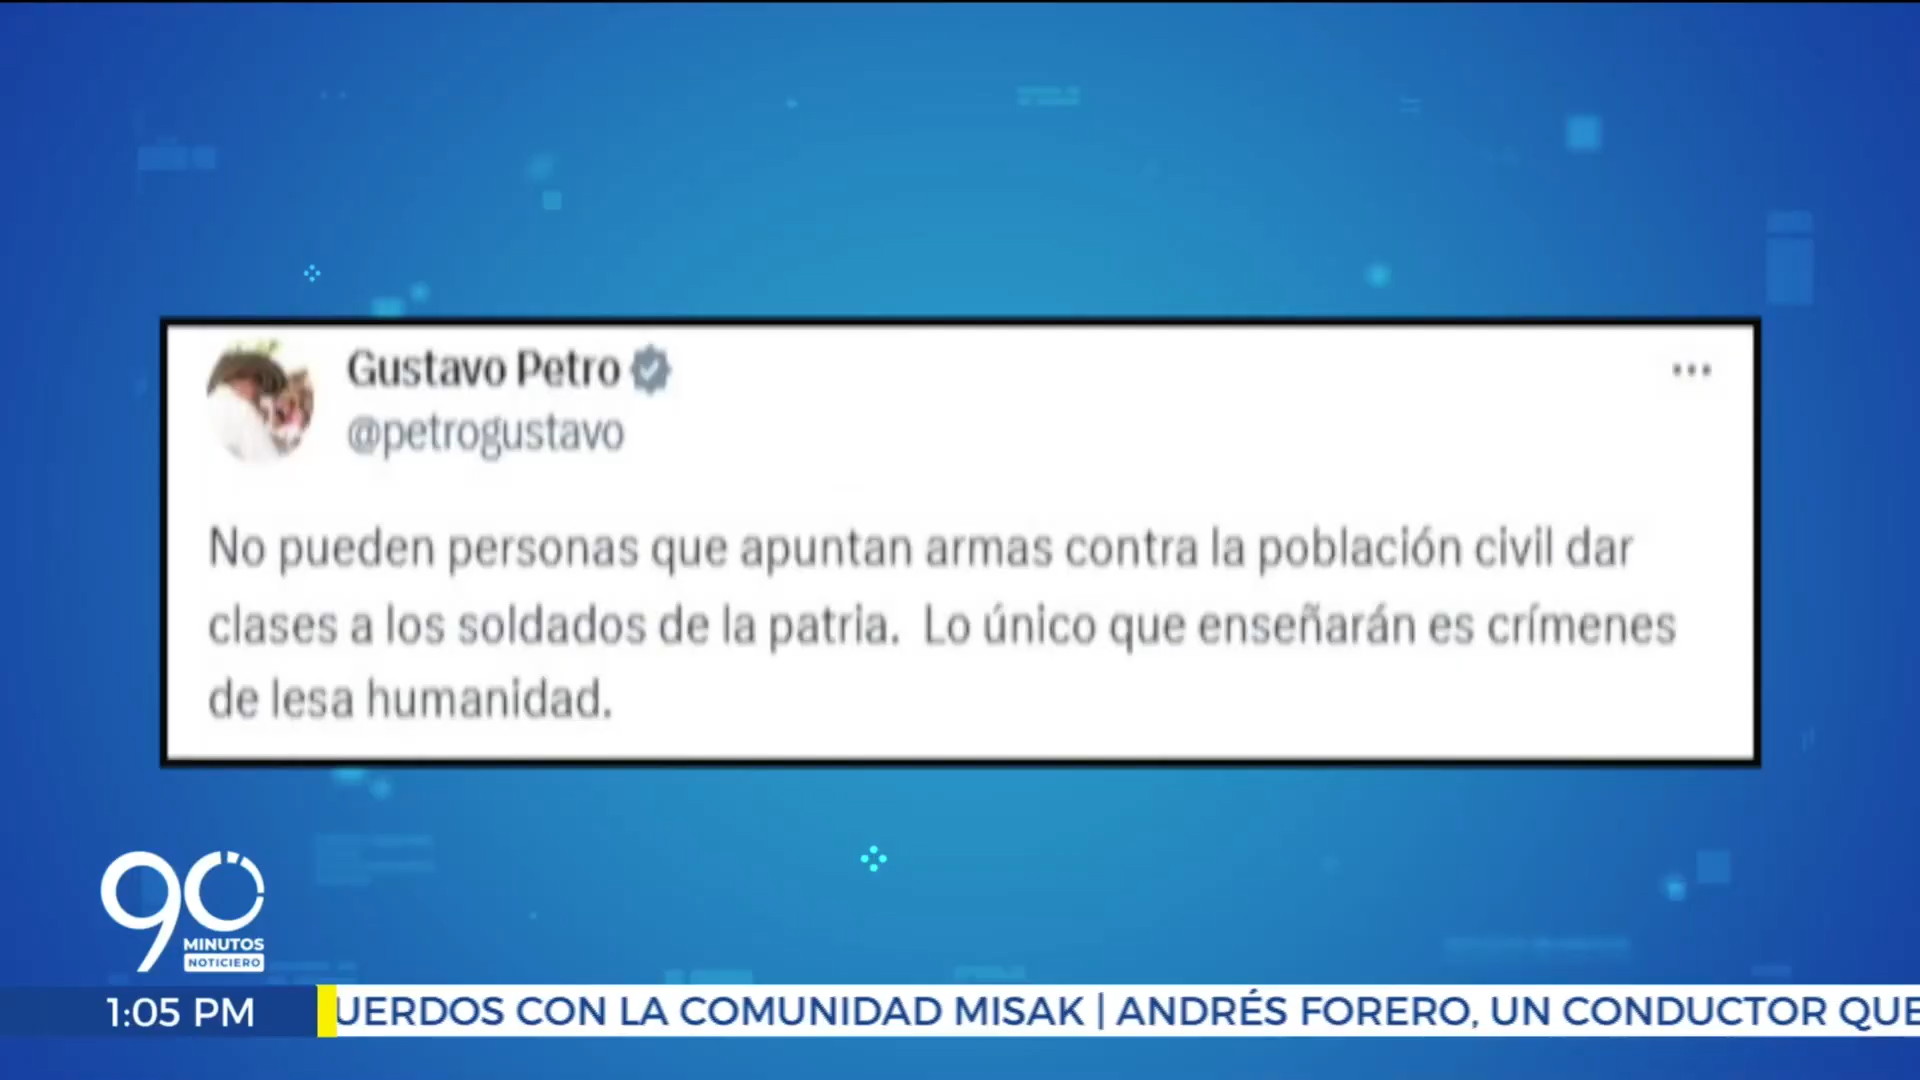 Gustavo Petro
@petrogustavo
No pueden personas que apuntan armas contra la población civil dar
clases a los soldados de la patria. Lo único que enseñarán es crímenes
de lesa humanidad.
90
MINUTOS
NOTICIERO
1:05 PM
UERDOS CON LA COMUNIDAD MISAK | ANDRÉS FORERO, UN CONDUCTOR QUE